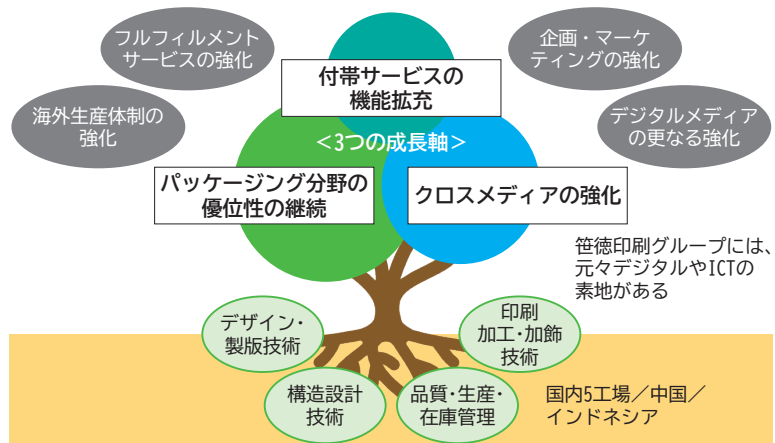 フルフィルメント
サービスの強化
企画・マーケ
ティングの強化
付帯サービスの
機能拡充
海外生産体制の
強化
デジタルメディア
の更なる強化
＜3つの成長軸＞
パッケージング分野の
優位性の継続
クロスメディアの強化
笹徳印刷グループには、
元々デジタルやICTの
素地がある
デザイン・
製版技術
印刷
加工・加飾
技術
構造設計
技術
品質・生産・
在庫管理
国内5工場／中国／
インドネシア